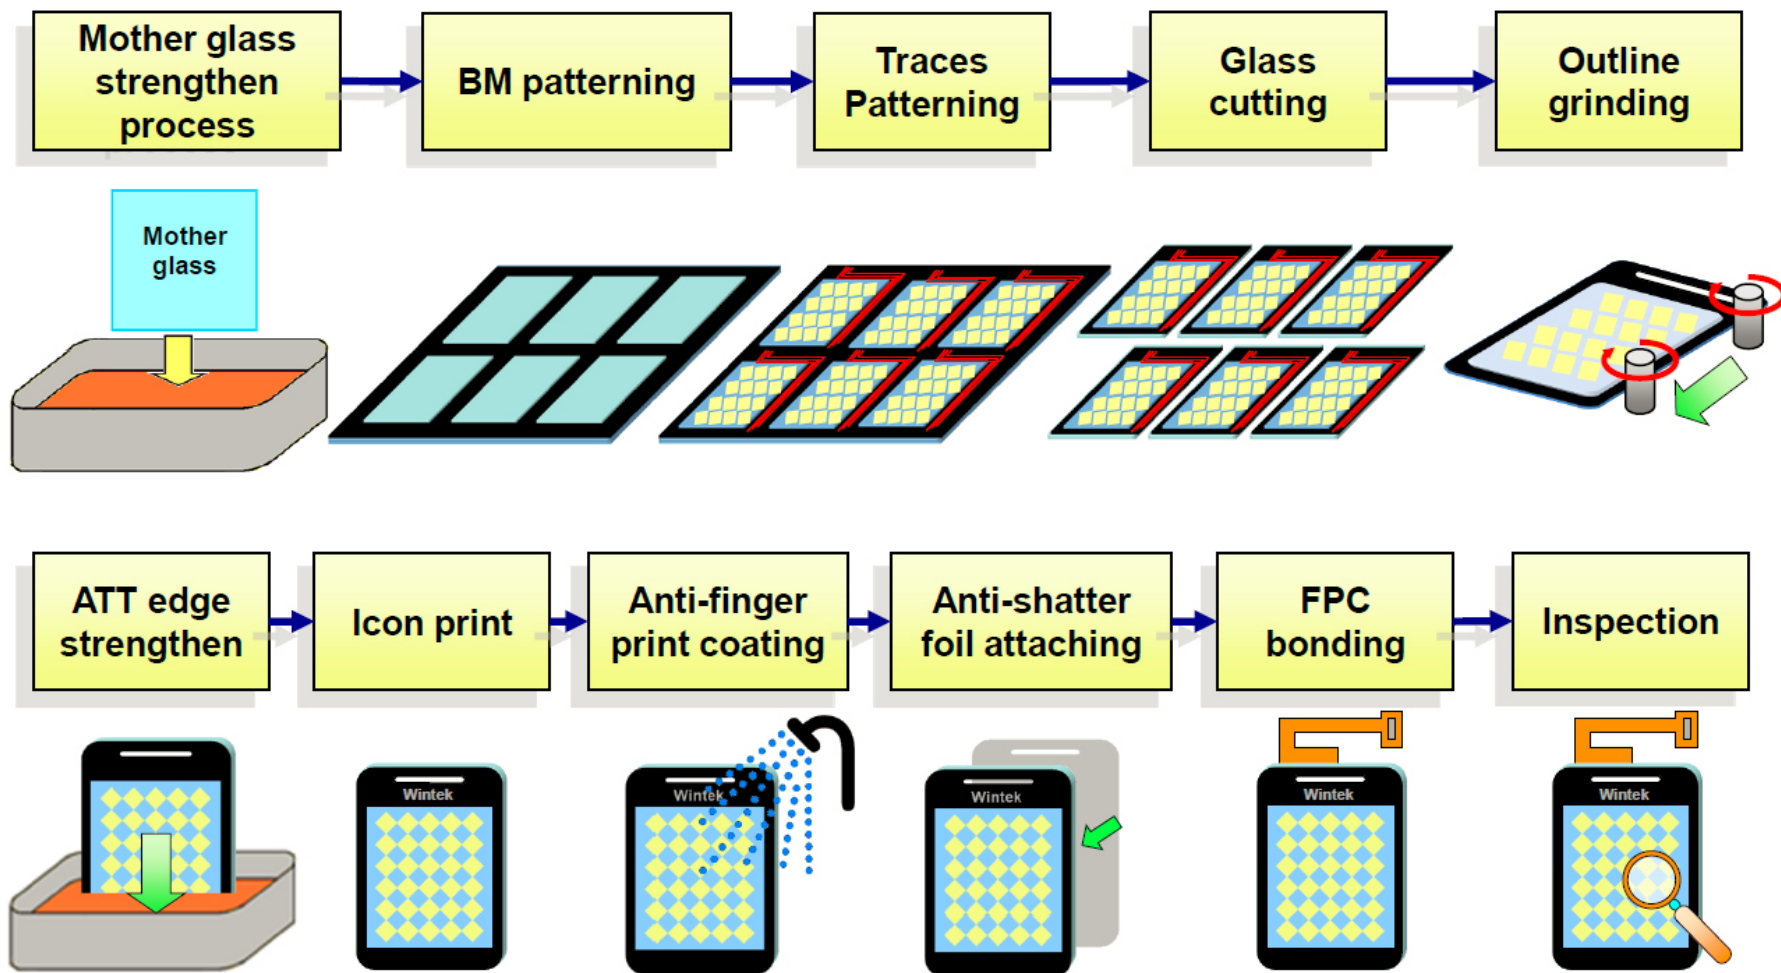 Mother glass
strengthen
process
BM patterning
Traces
Patterning
Glass
cutting
Outline
grinding
Mother
glass
ATT edge
strengthen
Icon print
Anti-finger
print coating
Anti-shatter
foil attaching
FPC
bonding
Inspection
Wintek
Wintek
Wintek
Wintek
Wintek